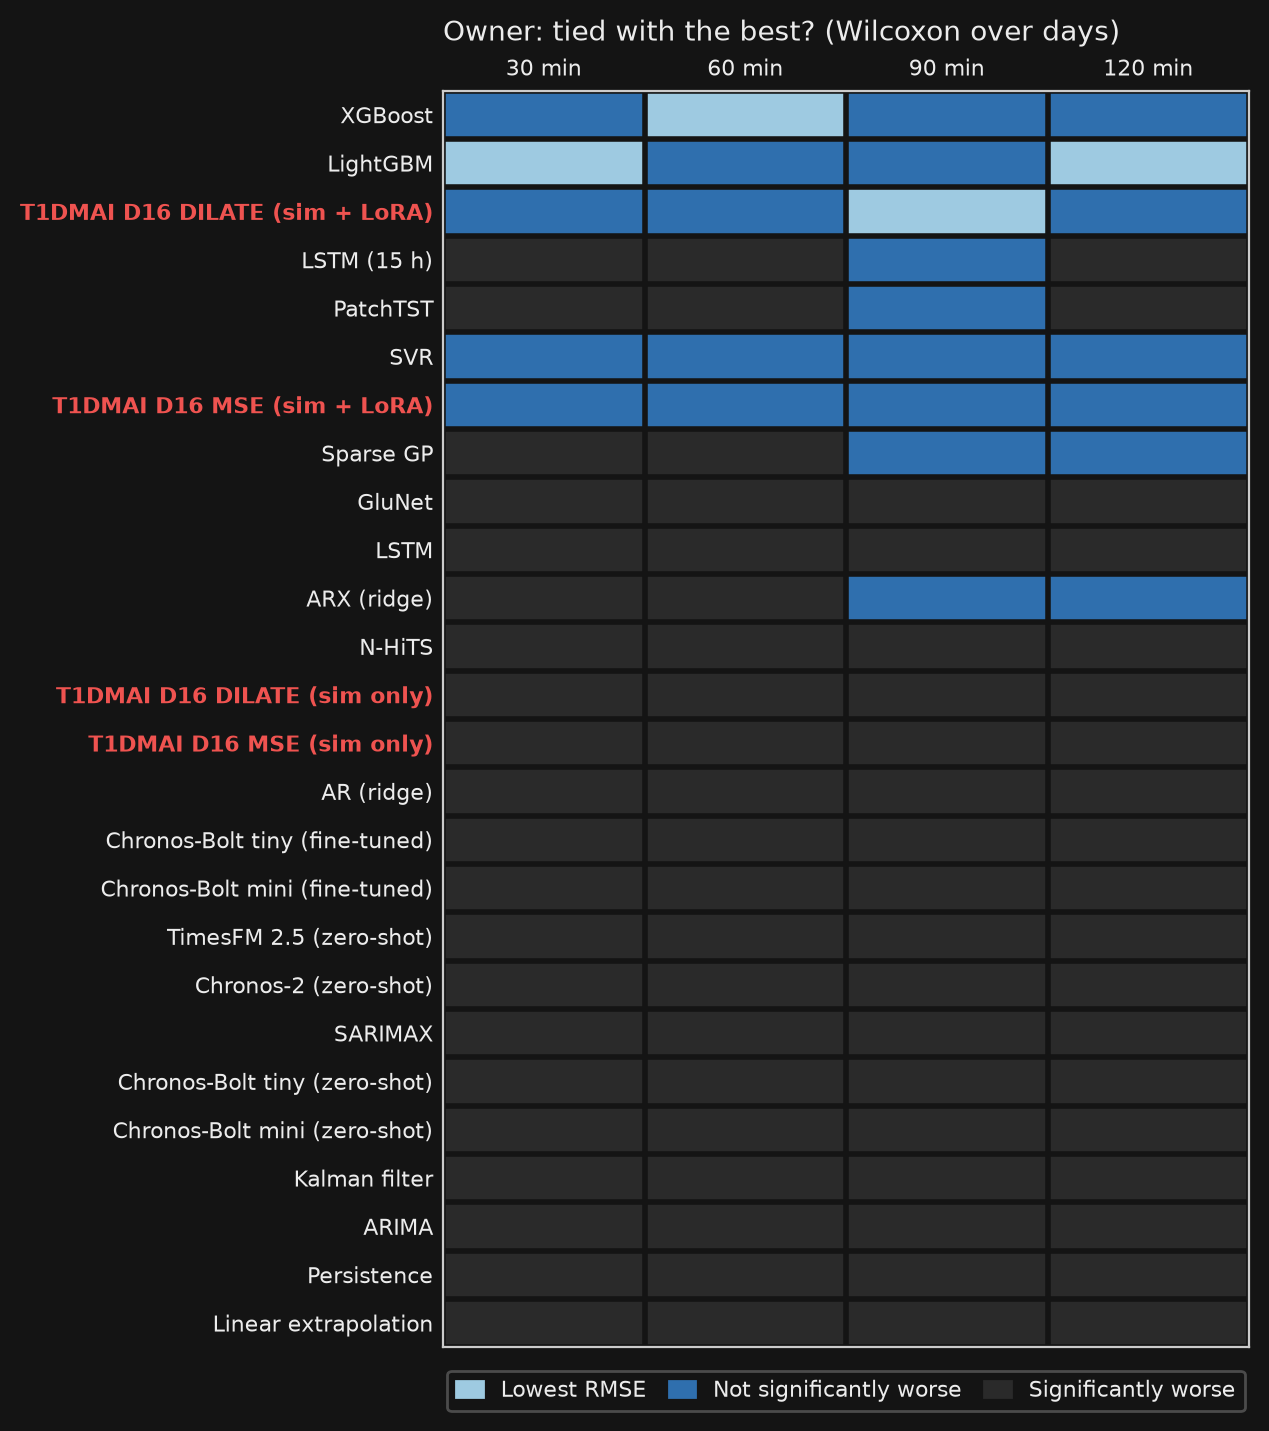 Owner: tied with the best? (Wilcoxon over days)
30 min 60 min 90 min 120 min
XGBoost
LightGBM
T1DMAI D16 DILATE (sim + LoRA)
LSTM (15 h)
PatchTST
SVR
T1DMAI D16 MSE (sim + LoRA)
Sparse GP
GluNet
LSTM
ARX (ridge)
N-HiTS
T1DMAI D16 DILATE (sim only)
T1DMAI D16 MSE (sim only)
AR (ridge)
Chronos-Bolt tiny (fine-tuned)
Chronos-Bolt mini (fine-tuned)
TimesFM 2.5 (zero-shot)
Chronos-2 (zero-shot)
SARIMAX
Chronos-Bolt tiny (zero-shot)
Chronos-Bolt mini (zero-shot)
Kalman filter
ARIMA
Persistence
Linear extrapolation
Lowest RMSE Not significantly worse Significantly worse